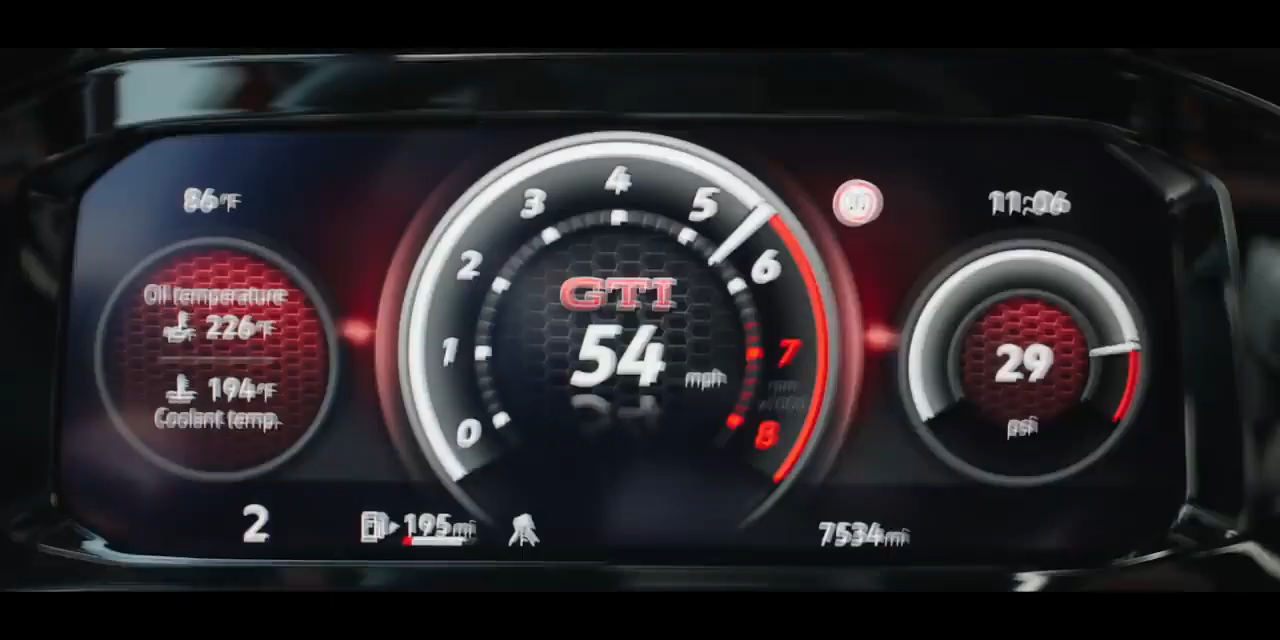 86°F
11:06
Oil temperature
226°F
194°F
Coolant temp.
0
1
2
3
4
5
6
7
8
GTI
54 mph
29
psi
2
195mi
7534mi